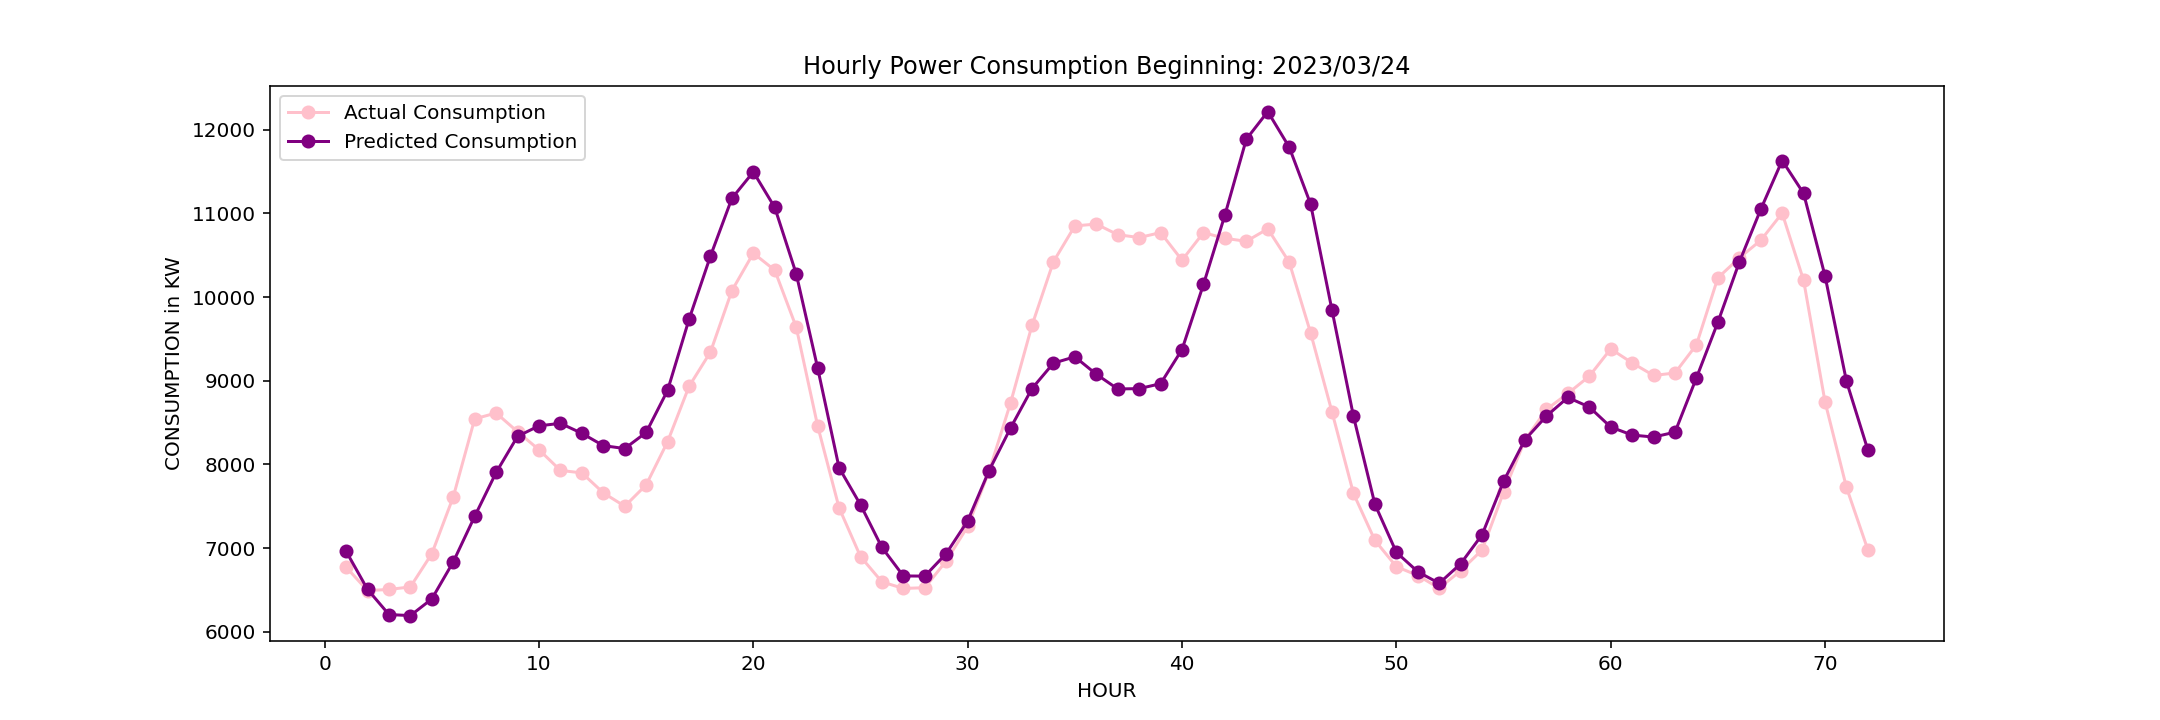 Hourly Power Consumption Beginning: 2023/03/24
Actual Consumption
Predicted Consumption
CONSUMPTION in KW
12000
11000
10000
9000
8000
7000
6000
0 10 20 30 40 50 60 70
HOUR